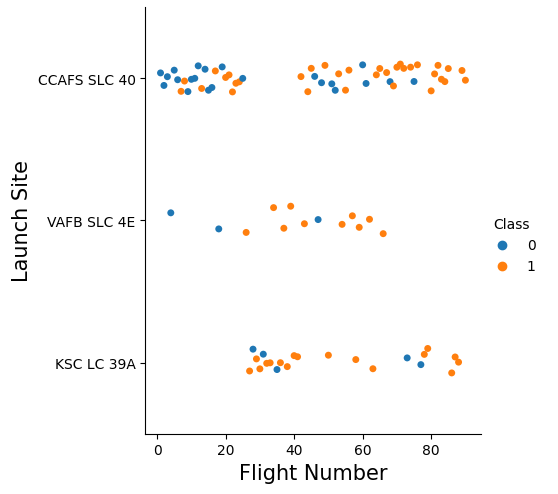 CCAFS SLC 40
VAFB SLC 4E
KSC LC 39A
Launch Site
0
20
40
60
80
Flight Number
Class
0
1